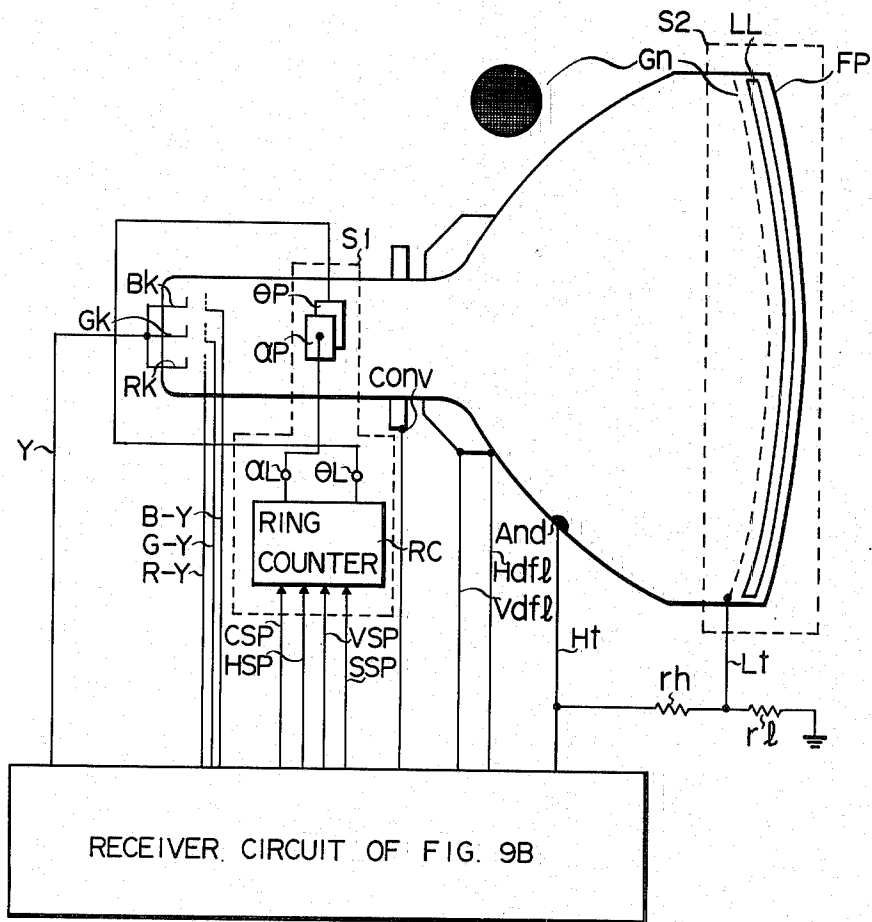 S2 LL
Gn
FP
S1
Bk
θP
Gk
αP
Rk
conv
Y
αL θL
B-Y
G-Y
R-Y
RING
COUNTER
RC
And
Hdfl
Vdfl
CSP
HSP
VSP
SSP
Ht
Lt
rh
r'l
RECEIVER CIRCUIT OF FIG. 9B